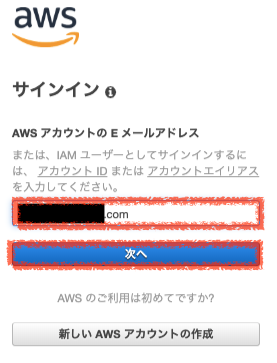 aws
サインイン
AWS アカウントの E メールアドレス
または、IAM ユーザーとしてサインインするに
は、 アカウント ID または アカウントエイリアス
を入力してください。
.com
次へ
AWS のご利用は初めてですか?
新しい AWS アカウントの作成